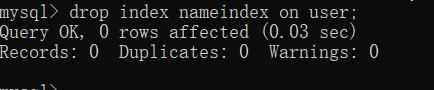 mysql> drop index nameindex on user;
Query OK, 0 rows affected (0.03 sec)
Records: 0  Duplicates: 0  Warnings: 0
mysql>